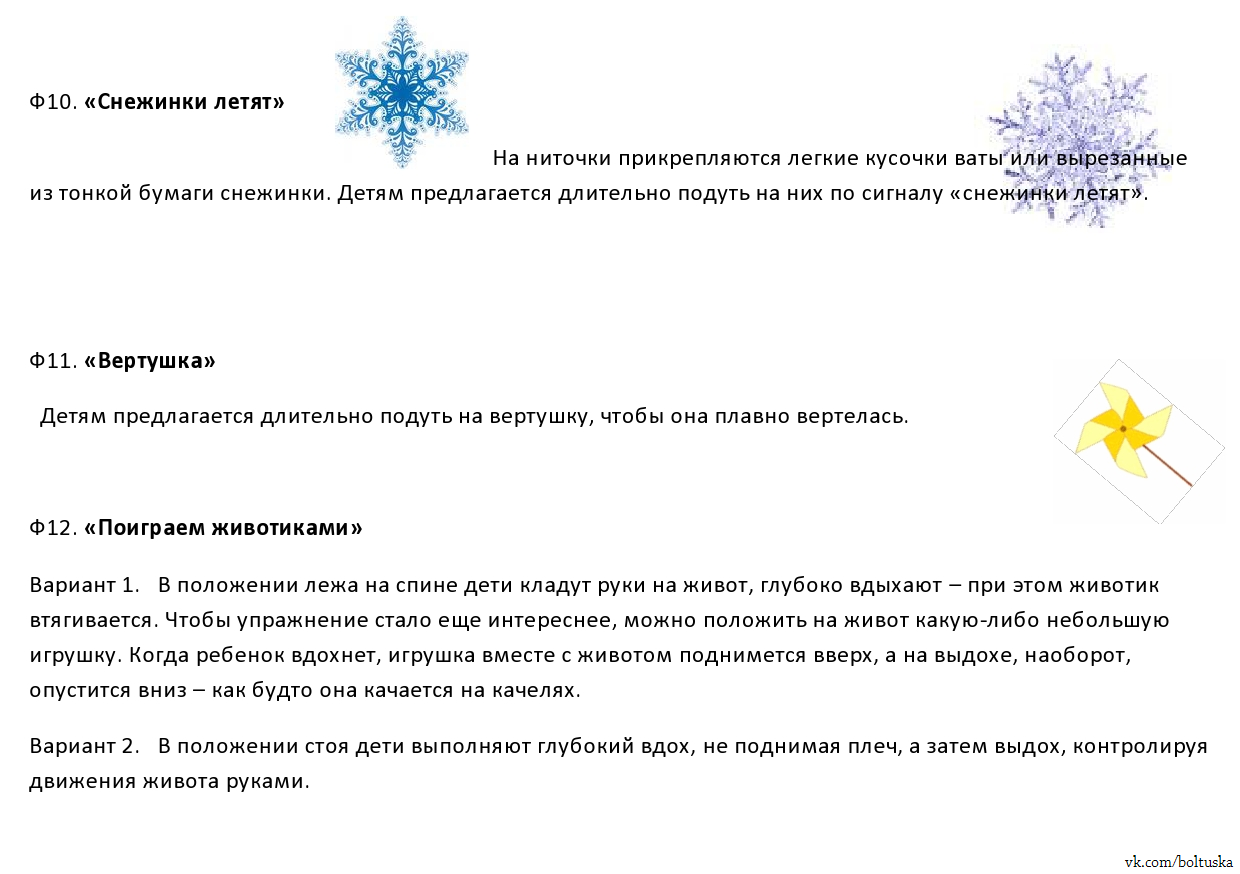 Ф10. «Снежинки летят»
На ниточки прикрепляются легкие кусочки ваты или вырезанные
из тонкой бумаги снежинки. Детям предлагается длительно подуть на них по сигналу «снежинки летят».
Ф11. «Вертушка»
Детям предлагается длительно подуть на вертушку, чтобы она плавно вертелась.
Ф12. «Поиграем животиками»
Вариант 1. В положении лежа на спине дети кладут руки на живот, глубоко вдыхают – при этом животик
втягивается. Чтобы упражнение стало еще интереснее, можно положить на живот какую-либо небольшую
игрушку. Когда ребенок вдохнет, игрушка вместе с животом поднимется вверх, а на выдохе, наоборот,
опустится вниз – как будто она качается на качелях.
Вариант 2. В положении стоя дети выполняют глубокий вдох, не поднимая плеч, а затем выдох, контролируя
движения живота руками.
vk.com/boltuska